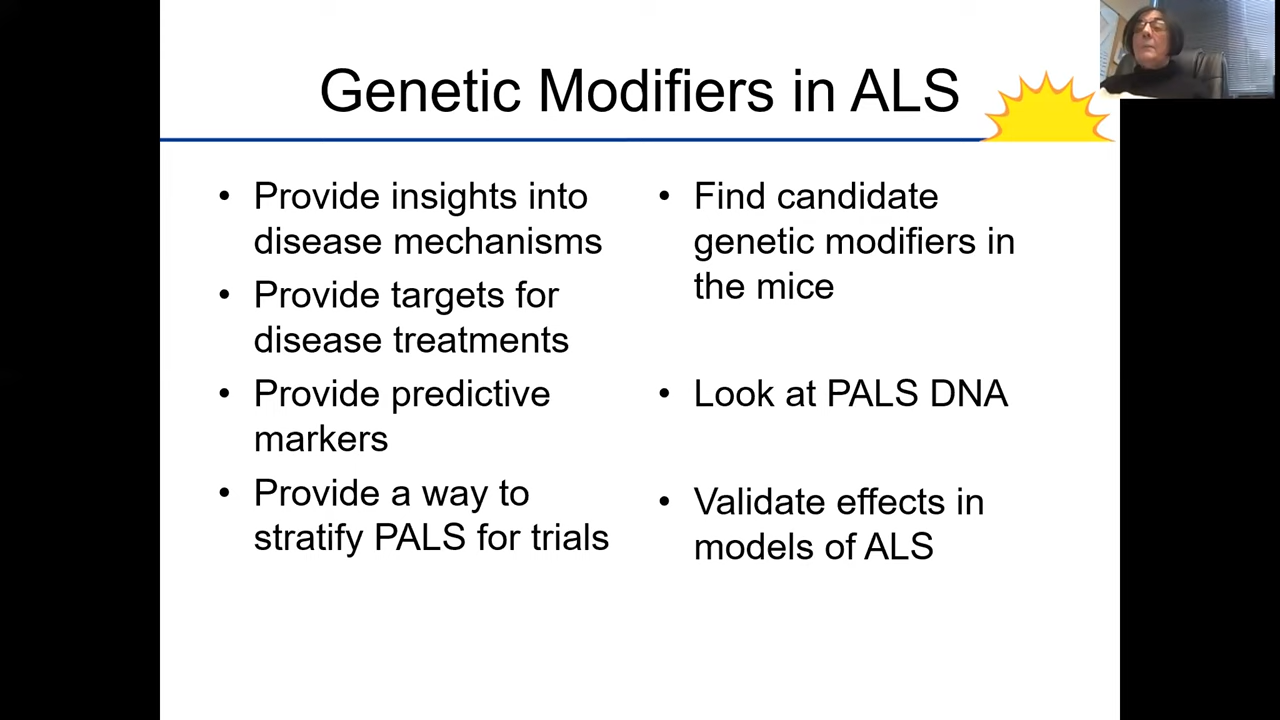 Genetic Modifiers in ALS
• Provide insights into
disease mechanisms
• Provide targets for
disease treatments
• Provide predictive
markers
• Provide a way to
stratify PALS for trials
• Find candidate
genetic modifiers in
the mice
• Look at PALS DNA
• Validate effects in
models of ALS